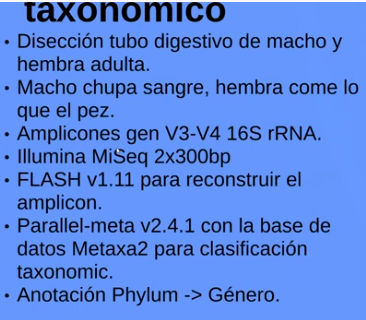 taxonómico
• Disección tubo digestivo de macho y
hembra adulta.
• Macho chupa sangre, hembra come lo
que el pez.
• Amplicones gen V3-V4 16S rRNA.
• Illumina MiSeq 2x300bp
• FLASH v1.11 para reconstruir el
amplicon.
• Parallel-meta v2.4.1 con la base de
datos Metaxa2 para clasificación
taxonomic.
• Anotación Phylum -> Género.